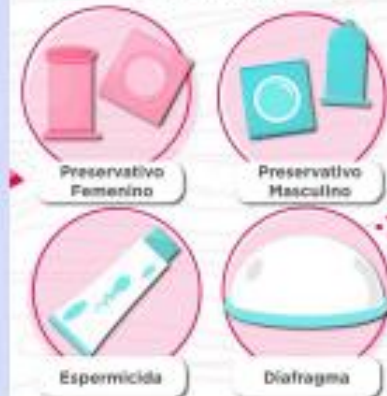 Preservativo
Femenino
Preservativo
Masculino
Espermicida
Diafragma